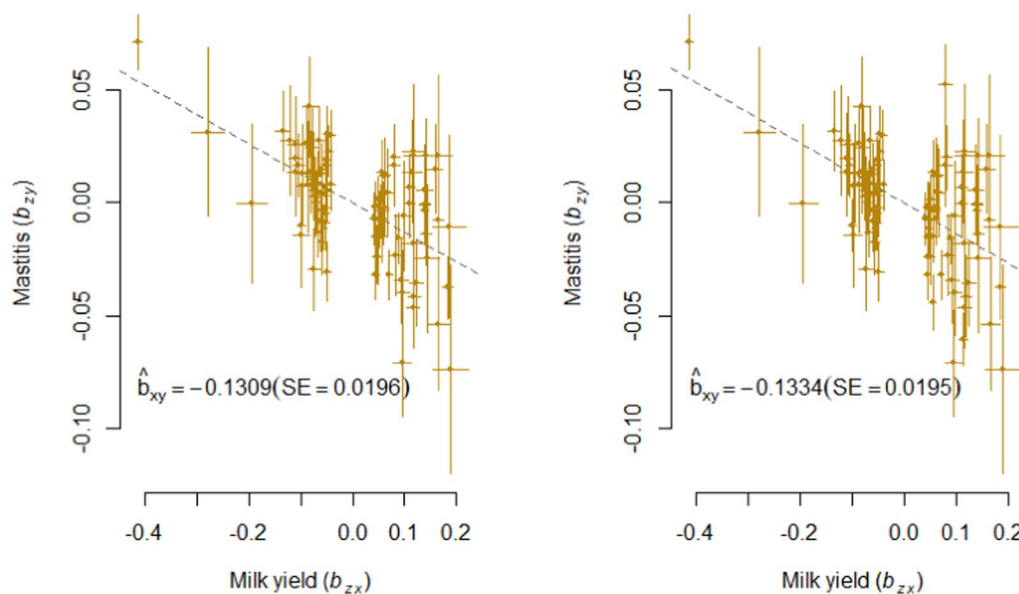 0.05
0.00
-0.05
-0.10
Mastitis (b_zy)
b̂_xy = −0.1309(SE = 0.0196)
-0.4 -0.2 0.0 0.1 0.2
Milk yield (b_zx)
0.05
0.00
-0.05
-0.10
Mastitis (b_zy)
b̂_xy = −0.1334(SE = 0.0195)
-0.4 -0.2 0.0 0.1 0.2
Milk yield (b_zx)